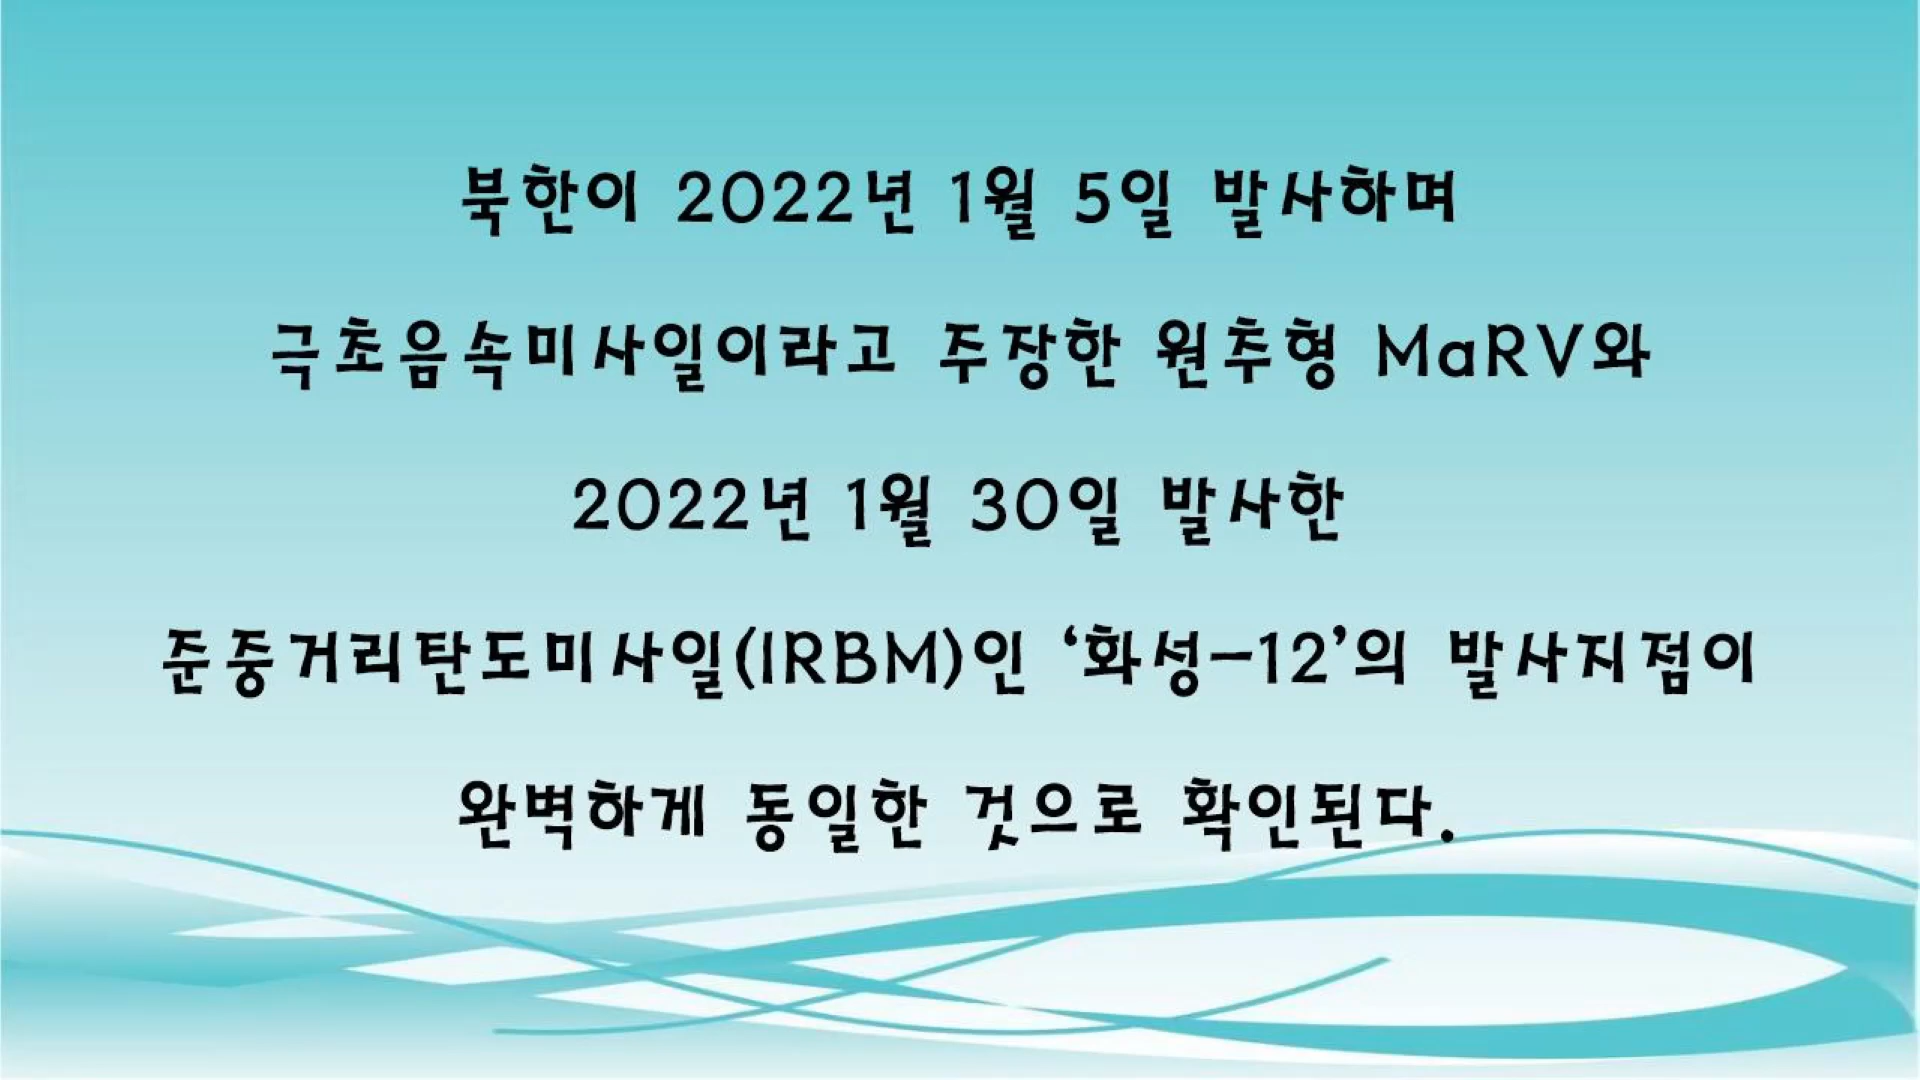 북한이 2022년 1월 5일 발사하며
극초음속미사일이라고 주장한 원추형 MaRV와
2022년 1월 30일 발사한
준중거리탄도미사일(IRBM)인 ‘화성-12’의 발사지점이
완벽하게 동일한 것으로 확인된다.